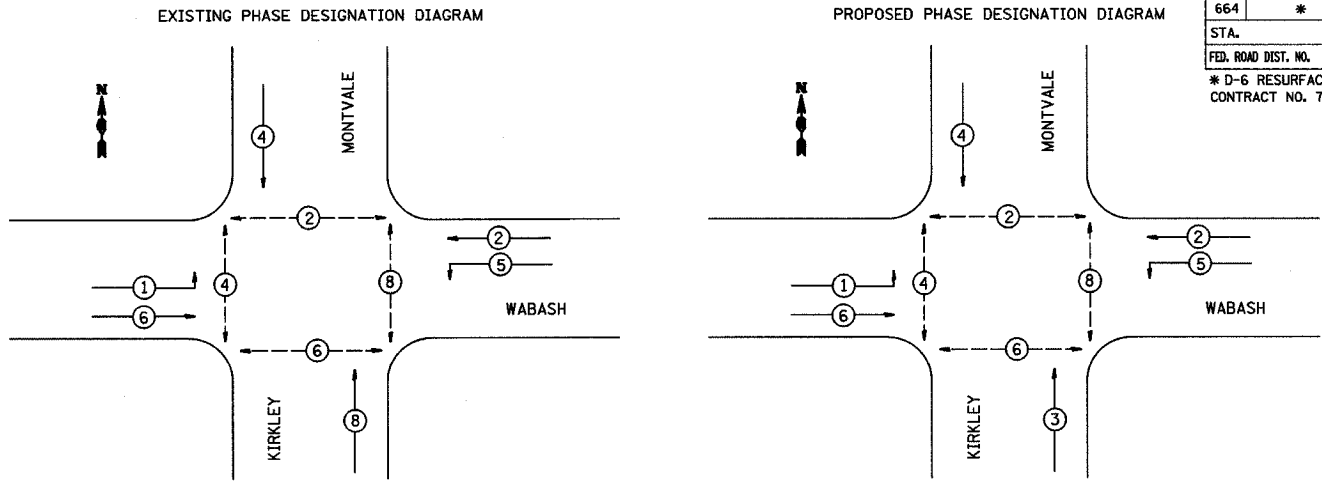 EXISTING PHASE DESIGNATION DIAGRAM
N
4
MONTVALE
2
2
5
1
4
8
6
WABASH
6
KIRKLEY
8
PROPOSED PHASE DESIGNATION DIAGRAM
N
4
MONTVALE
2
2
5
1
4
8
6
WABASH
6
KIRKLEY
3
664 *
STA.
FED. ROAD DIST. NO.
* D-6 RESURFAC
CONTRACT NO. 7